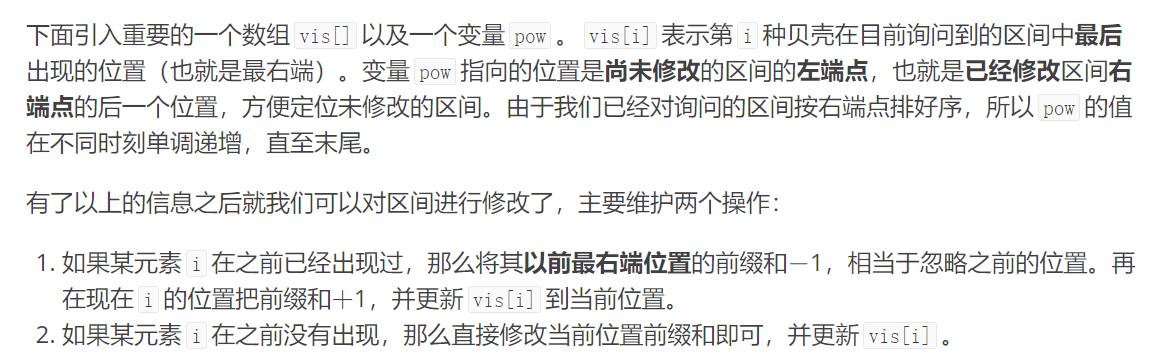 下面引入重要的一个数组 vis[] 以及一个变量 pow 。 vis[i] 表示第 i 种贝壳在目前询问到的区间中最后
出现的位置（也就是最右端）。变量 pow 指向的位置是尚未修改的区间的左端点，也就是已经修改区间右
端点的后一个位置，方便定位未修改的区间。由于我们已经对询问的区间按右端点排好序，所以 pow 的值
在不同时刻单调递增，直至末尾。
有了以上的信息之后就我们可以对区间进行修改了，主要维护两个操作：
1. 如果某元素 i 在之前已经出现过，那么将其以前最右端位置的前缀和−1，相当于忽略之前的位置。再
在现在 i 的位置把前缀和+1，并更新 vis[i] 到当前位置。
2. 如果某元素 i 在之前没有出现，那么直接修改当前位置前缀和即可，并更新 vis[i] 。